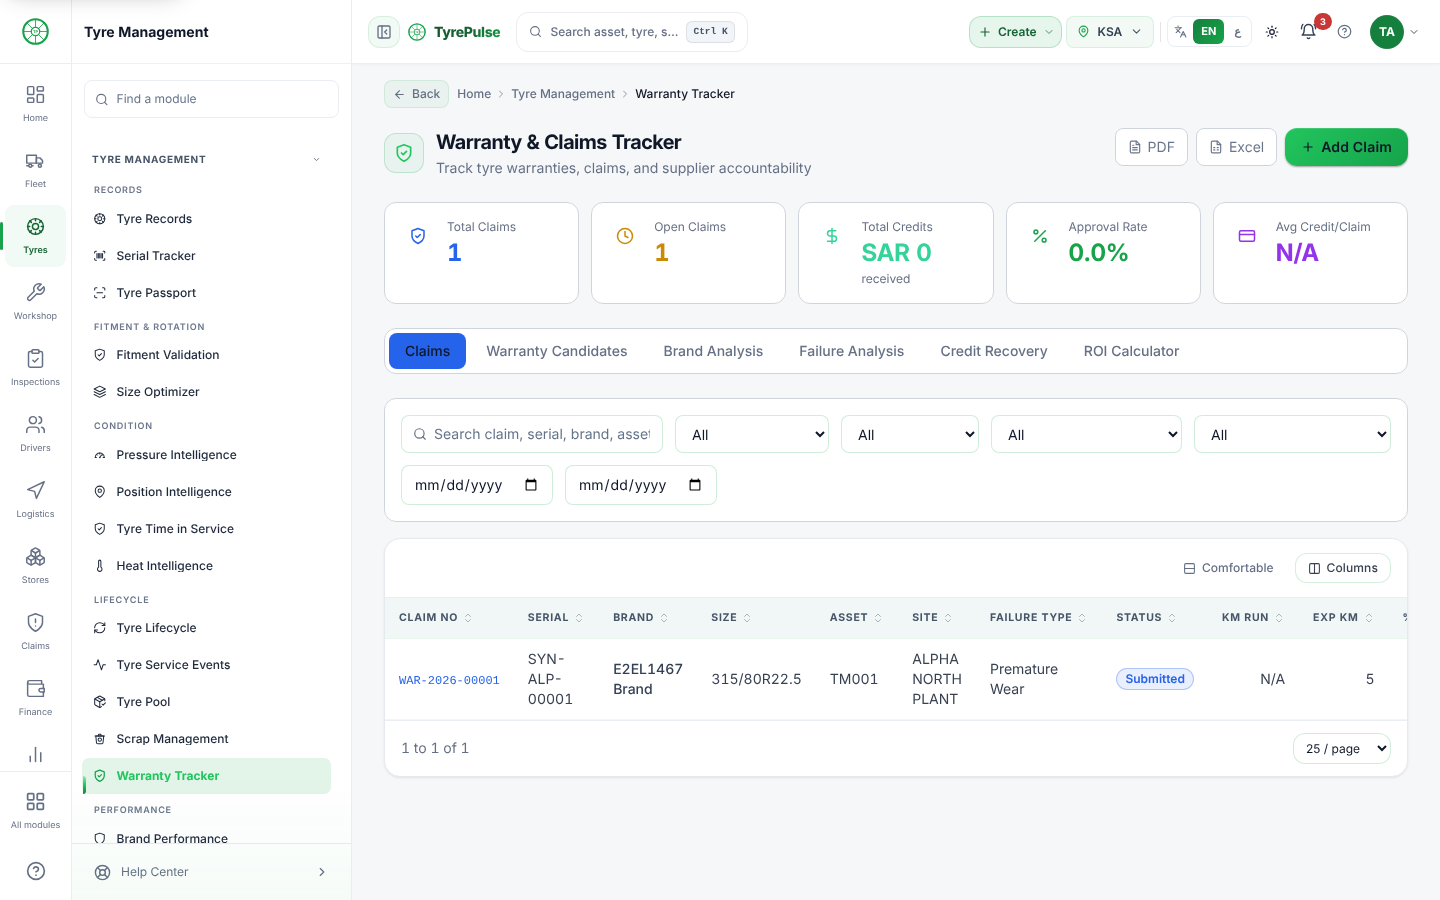 Tyre Management
TyrePulse
Search asset, tyre, s...
Ctrl K
Create
KSA
EN
ع
3
TA
Home
Fleet
Tyres
Workshop
Inspections
Drivers
Logistics
Stores
Claims
Finance
All modules
Find a module
TYRE MANAGEMENT
RECORDS
Tyre Records
Serial Tracker
Tyre Passport
FITMENT & ROTATION
Fitment Validation
Size Optimizer
CONDITION
Pressure Intelligence
Position Intelligence
Tyre Time in Service
Heat Intelligence
LIFECYCLE
Tyre Lifecycle
Tyre Service Events
Tyre Pool
Scrap Management
Warranty Tracker
PERFORMANCE
Brand Performance
Help Center
Back
Home
Tyre Management
Warranty Tracker
Warranty & Claims Tracker
Track tyre warranties, claims, and supplier accountability
PDF
Excel
Add Claim
Total Claims
1
Open Claims
1
Total Credits
SAR 0
received
Approval Rate
0.0%
Avg Credit/Claim
N/A
Claims
Warranty Candidates
Brand Analysis
Failure Analysis
Credit Recovery
ROI Calculator
Search claim, serial, brand, asset
All
All
All
All
mm/dd/yyyy
mm/dd/yyyy
Comfortable
Columns
CLAIM NO
SERIAL
BRAND
SIZE
ASSET
SITE
FAILURE TYPE
STATUS
KM RUN
EXP KM
WAR-2026-00001
SYN-
ALP-
00001
E2EL1467
Brand
315/80R22.5
TM001
ALPHA
NORTH
PLANT
Premature
Wear
Submitted
N/A
5
1 to 1 of 1
25 / page